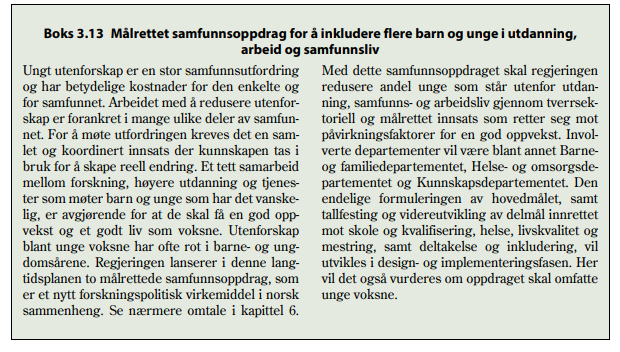 Boks 3.13 Målrettet samfunnsoppdrag for å inkludere flere barn og unge i utdanning,
arbeid og samfunnsliv
Ungt utenforskap er en stor samfunnsutfordring
og har betydelige kostnader for den enkelte og
for samfunnet. Arbeidet med å redusere utenfor-
skap er forankret i mange ulike deler av samfun-
net. For å møte utfordringen kreves det en sam-
let og koordinert innsats der kunnskapen tas i
bruk for å skape reell endring. Et tett samarbeid
mellom forskning, høyere utdanning og tjenes-
ter som møter barn og unge som har det vanske-
lig, er avgjørende for at de skal få en god opp-
vekst og et godt liv som voksne. Utenforskap
blant unge voksne har ofte rot i barne- og ung-
domsårene. Regjeringen lanserer i denne lang-
tidsplanen to målrettede samfunnsoppdrag, som
er et nytt forskningspolitisk virkemiddel i norsk
sammenheng. Se nærmere omtale i kapittel 6.
Med dette samfunnsoppdraget skal regjeringen
redusere andel unge som står utenfor utdan-
ning, samfunns- og arbeidsliv gjennom tverrsek-
toriell og målrettet innsats som retter seg mot
påvirkningsfaktorer for en god oppvekst. Invol-
verte departementer vil være blant annet Barne-
og familiedepartementet, Helse- og omsorgsde-
partementet og Kunnskapsdepartementet. Den
endelige formuleringen av hovedmålet, samt
tallfesting og videreutvikling av delmål innrettet
mot skole og kvalifisering, helse, livskvalitet og
mestring, samt deltakelse og inkludering, vil
utvikles i design- og implementeringsfasen. Her
vil det også vurderes om oppdraget skal omfatte
unge voksne.